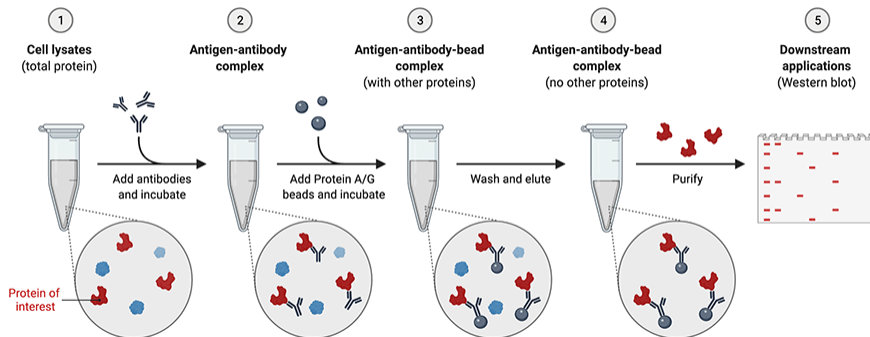 1
Cell lysates
(total protein)
2
Antigen-antibody
complex
3
Antigen-antibody-bead
complex
(with other proteins)
4
Antigen-antibody-bead
complex
(no other proteins)
5
Downstream
applications
(Western blot)
Add antibodies
and incubate
Add Protein A/G
beads and incubate
Wash and elute
Purify
Protein of
interest